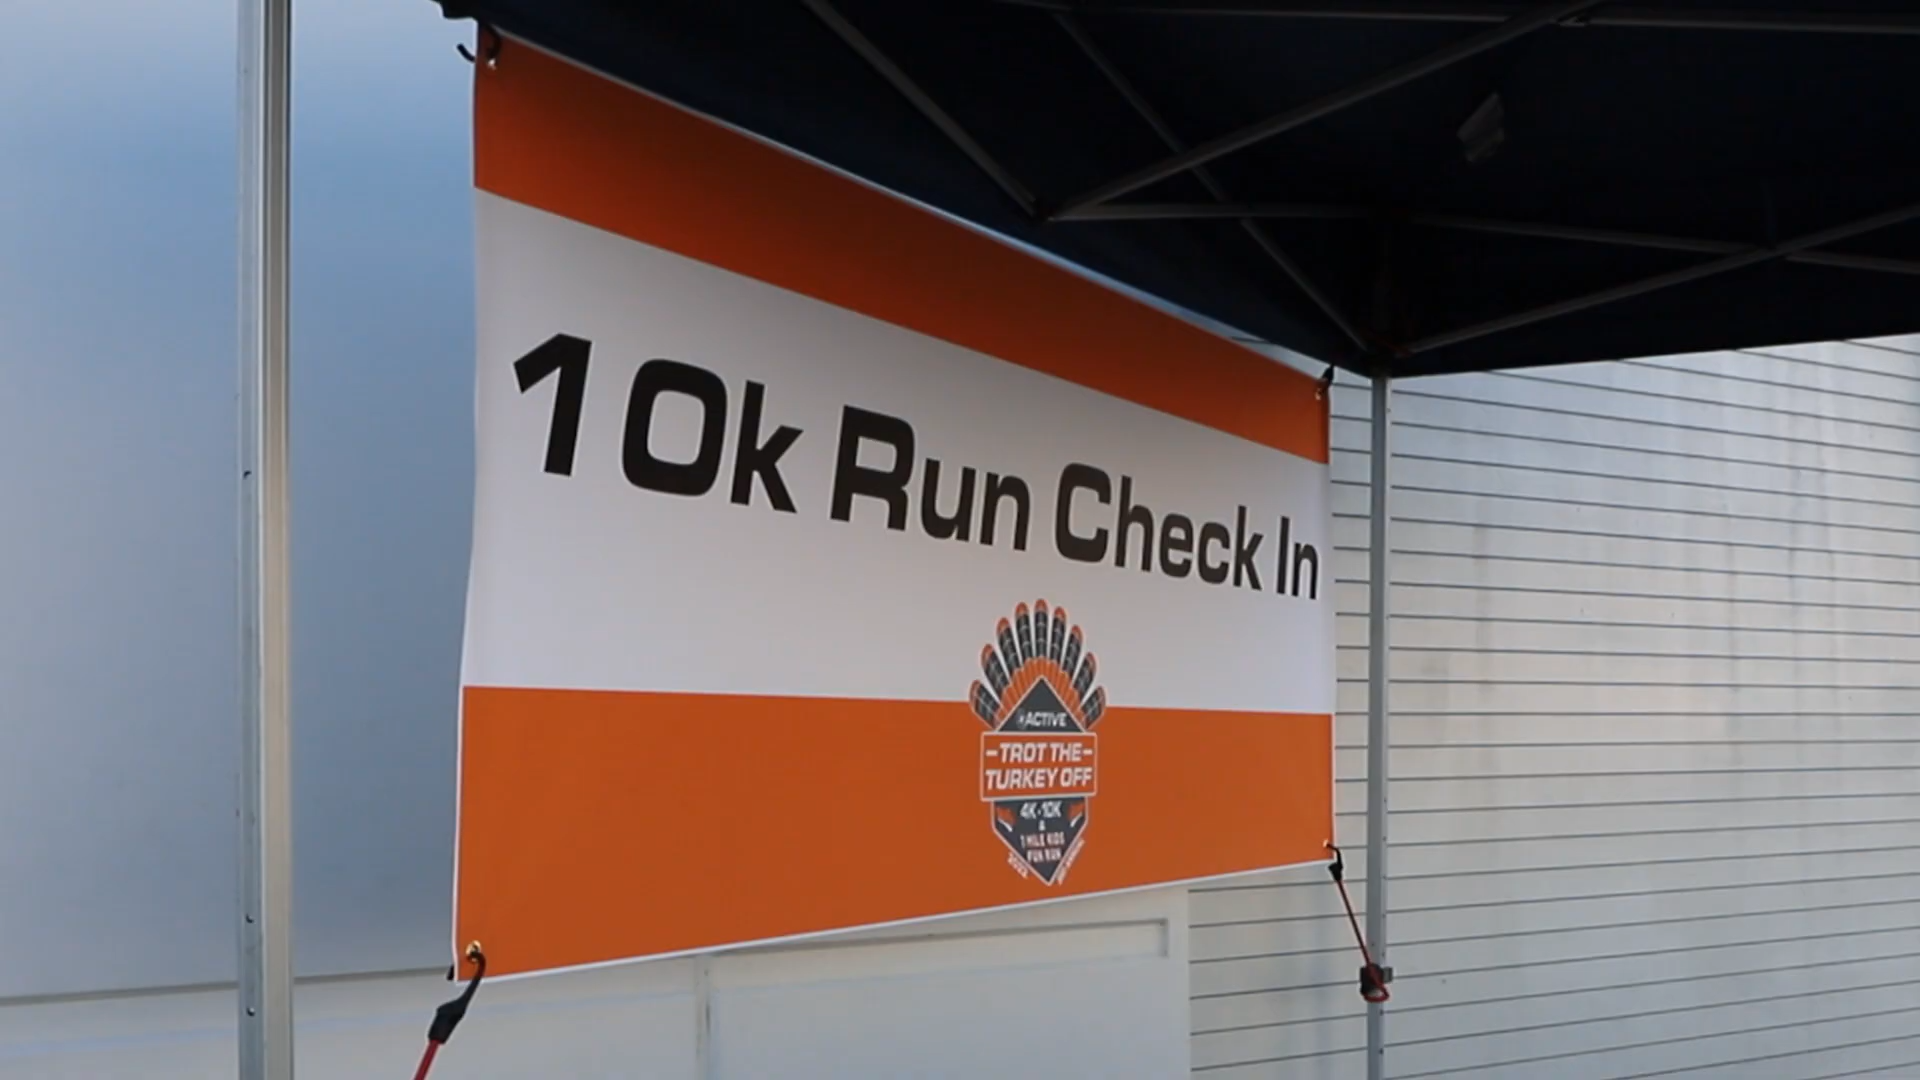 10k Run Check In
ACTIVE
-TROT THE-
TURKEY OFF
4K • 10K
&
1 MILE KIDS
FUN RUN